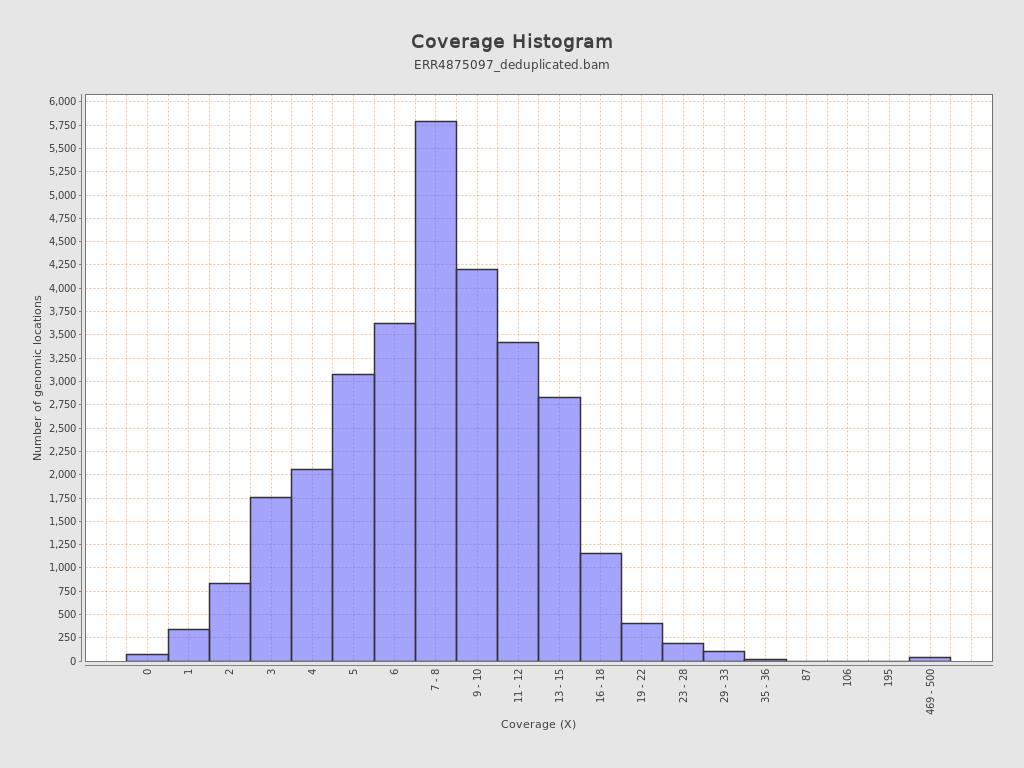 Coverage Histogram
ERR4875097_deduplicated.bam
Number of genomic locations
6,000
5,750
5,500
5,250
5,000
4,750
4,500
4,250
4,000
3,750
3,500
3,250
3,000
2,750
2,500
2,250
2,000
1,750
1,500
1,250
1,000
750
500
250
0
0
1
2
3
4
5
6
7 - 8
9 - 10
11 - 12
13 - 15
16 - 18
19 - 22
23 - 28
29 - 33
35 - 36
87
106
195
469 - 500
Coverage (X)